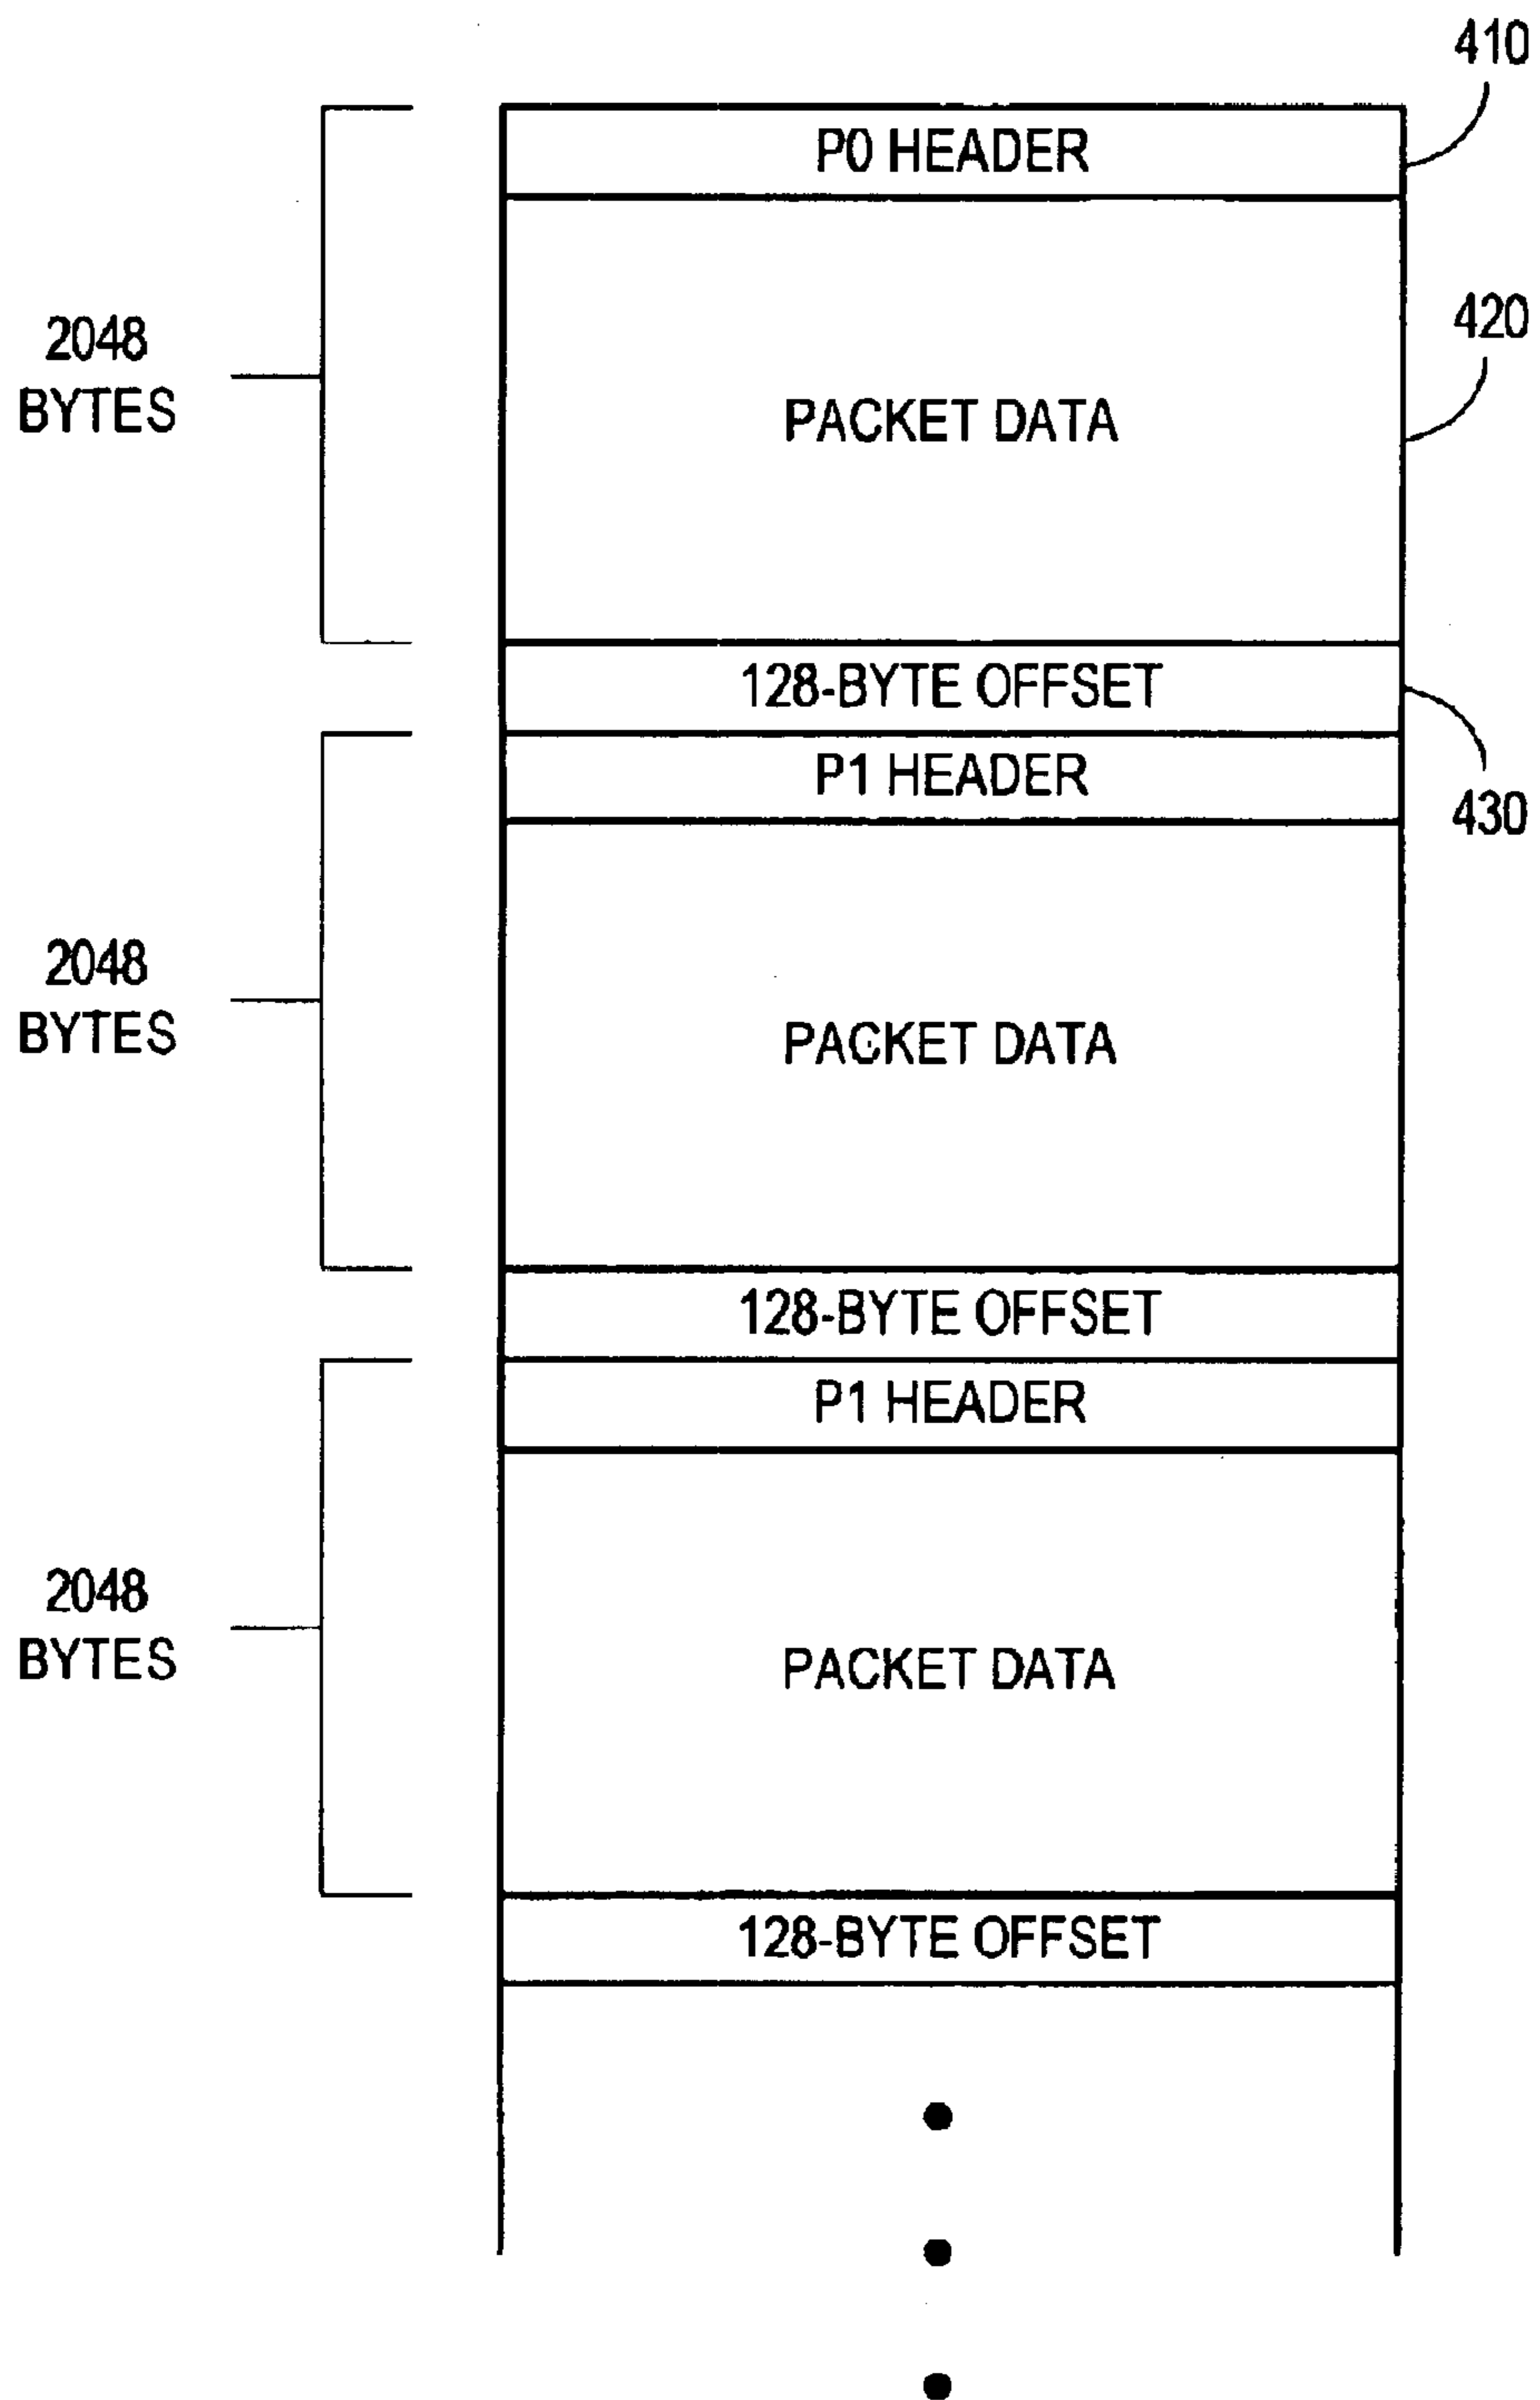 410
P0 HEADER
2048
BYTES
420
PACKET DATA
128-BYTE OFFSET
P1 HEADER
430
2048
BYTES
PACKET DATA
128-BYTE OFFSET
P1 HEADER
2048
BYTES
PACKET DATA
128-BYTE OFFSET